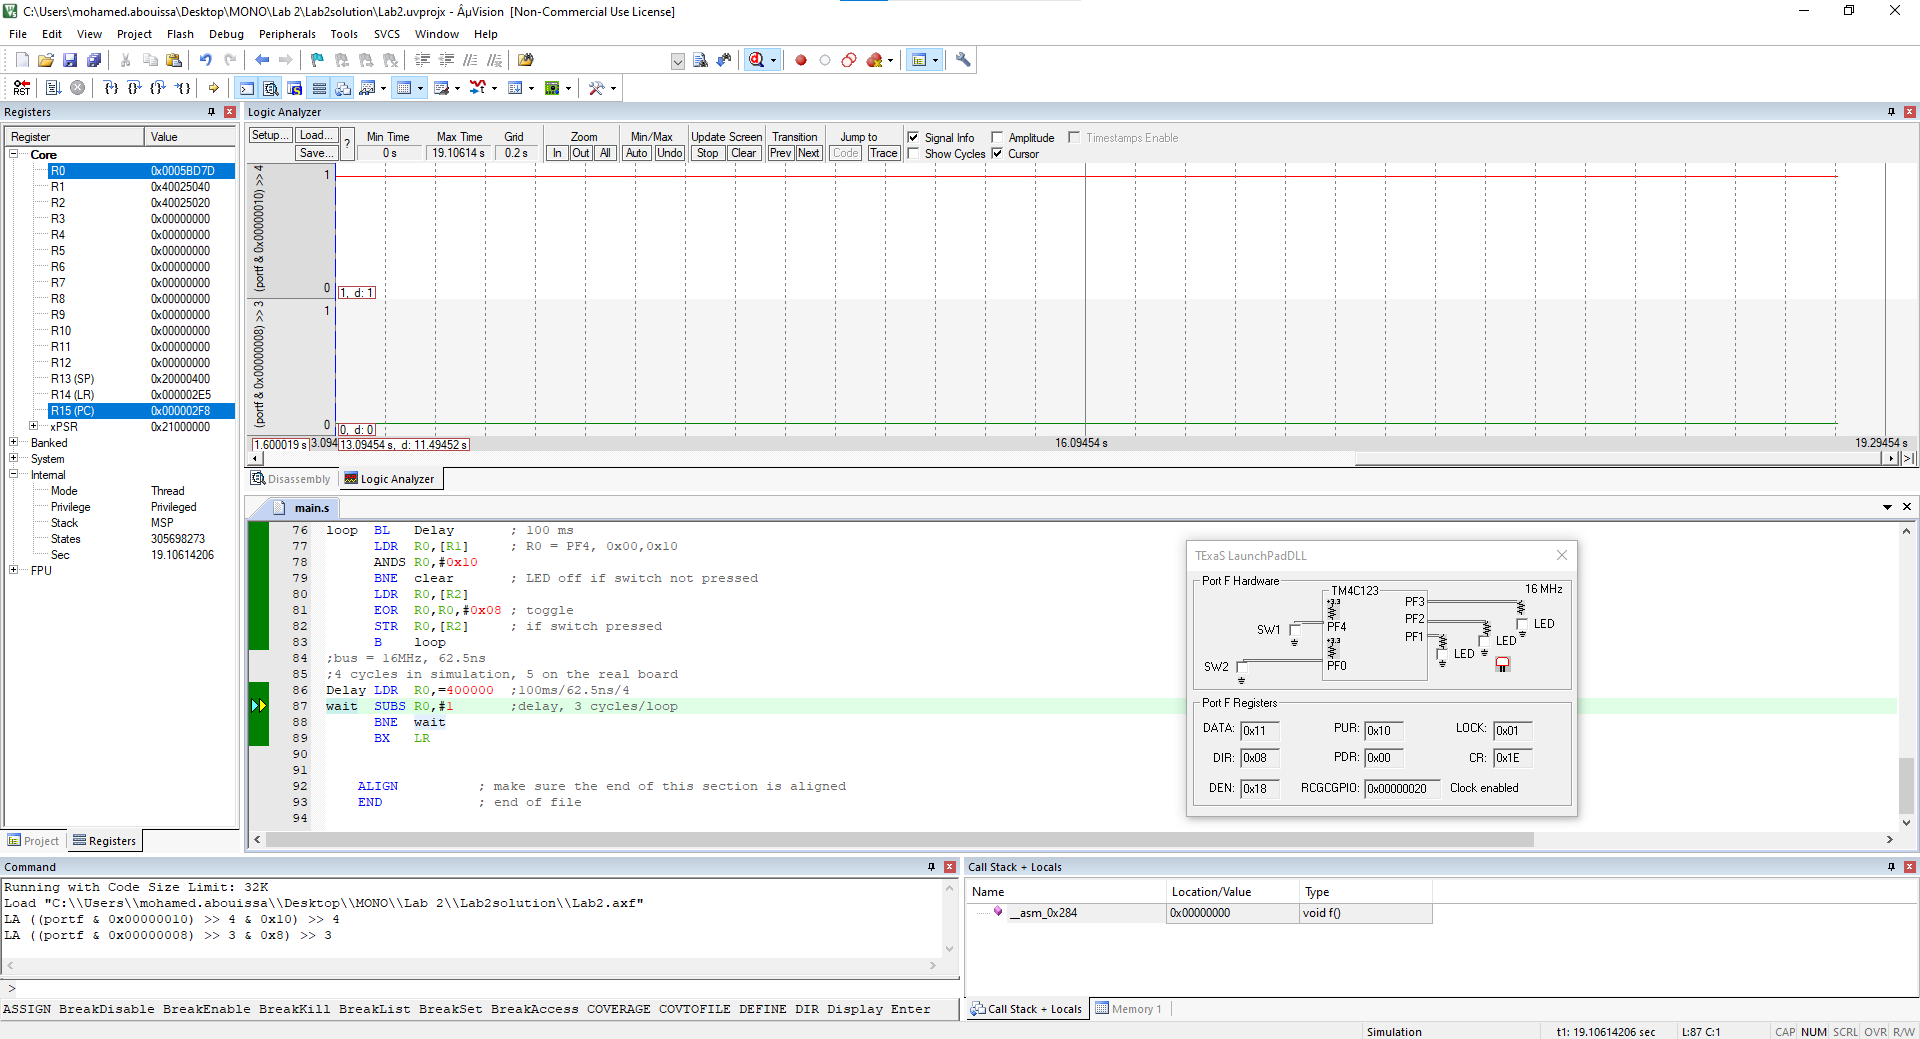 C:\Users\mohamed.abouissa\Desktop\MONO\Lab 2\Lab2solution\Lab2.uvprojx - ÂµVision  [Non-Commercial Use License]
File Edit View Project Flash Debug Peripherals Tools SVCS Window Help
Registers
Register Value
Core
R0 0x0005BD7D
R1 0x40025040
R2 0x40025020
R3 0x00000000
R4 0x00000000
R5 0x00000000
R6 0x00000000
R7 0x00000000
R8 0x00000000
R9 0x00000000
R10 0x00000000
R11 0x00000000
R12 0x00000000
R13 (SP) 0x20000400
R14 (LR) 0x000002E5
R15 (PC) 0x000002F8
xPSR 0x21000000
Banked
System
Internal
Mode Thread
Privilege Privileged
Stack MSP
States 305698273
Sec 19.10614206
FPU
Project Registers
Logic Analyzer
Setup... Load... ? Min Time Max Time Grid Zoom Min/Max Update Screen Transition Jump to Signal Info Amplitude Timestamps Enable
Save... 0 s 19.10614 s 0.2 s In Out All Auto Undo Stop Clear Prev Next Code Trace Show Cycles Cursor
(portf & 0x00000010) >> 4
1
0
1, d: 1
(portf & 0x00000008) >> 3
1
0
0, d: 0
1.600019 s 3.094 13.09454 s, d: 11.49452 s 16.09454 s 19.29454 s
Disassembly Logic Analyzer
main.s
76 loop BL Delay ; 100 ms
77 LDR R0,[R1] ; R0 = PF4, 0x00,0x10
78 ANDS R0,#0x10
79 BNE clear ; LED off if switch not pressed
80 LDR R0,[R2]
81 EOR R0,R0,#0x08 ; toggle
82 STR R0,[R2] ; if switch pressed
83 B loop
84 ;bus = 16MHz, 62.5ns
85 ;4 cycles in simulation, 5 on the real board
86 Delay LDR R0,=400000 ;100ms/62.5ns/4
87 wait SUBS R0,#1 ;delay, 3 cycles/loop
88 BNE wait
89 BX LR
90
91
92 ALIGN ; make sure the end of this section is aligned
93 END ; end of file
94
TExaS LaunchPadDLL
Port F Hardware
TM4C123 16 MHz
+3.3 PF3
SW1 PF4 PF2 LED
+3.3 PF1 LED
LED
SW2 PF0
Port F Registers
DATA: 0x11 PUR: 0x10 LOCK: 0x01
DIR: 0x08 PDR: 0x00 CR: 0x1E
DEN: 0x18 RCGCGPIO: 0x00000020 Clock enabled
Command
Running with Code Size Limit: 32K
Load "C:\\Users\\mohamed.abouissa\\Desktop\\MONO\\Lab 2\\Lab2solution\\Lab2.axf"
LA ((portf & 0x00000010) >> 4 & 0x10) >> 4
LA ((portf & 0x00000008) >> 3 & 0x8) >> 3
>
ASSIGN BreakDisable BreakEnable BreakKill BreakList BreakSet BreakAccess COVERAGE COVTOFILE DEFINE DIR Display Enter
Call Stack + Locals
Name Location/Value Type
__asm_0x284 0x00000000 void f()
Call Stack + Locals Memory 1
Simulation t1: 19.10614206 sec L:87 C:1 CAP NUM SCRL OVR R/W